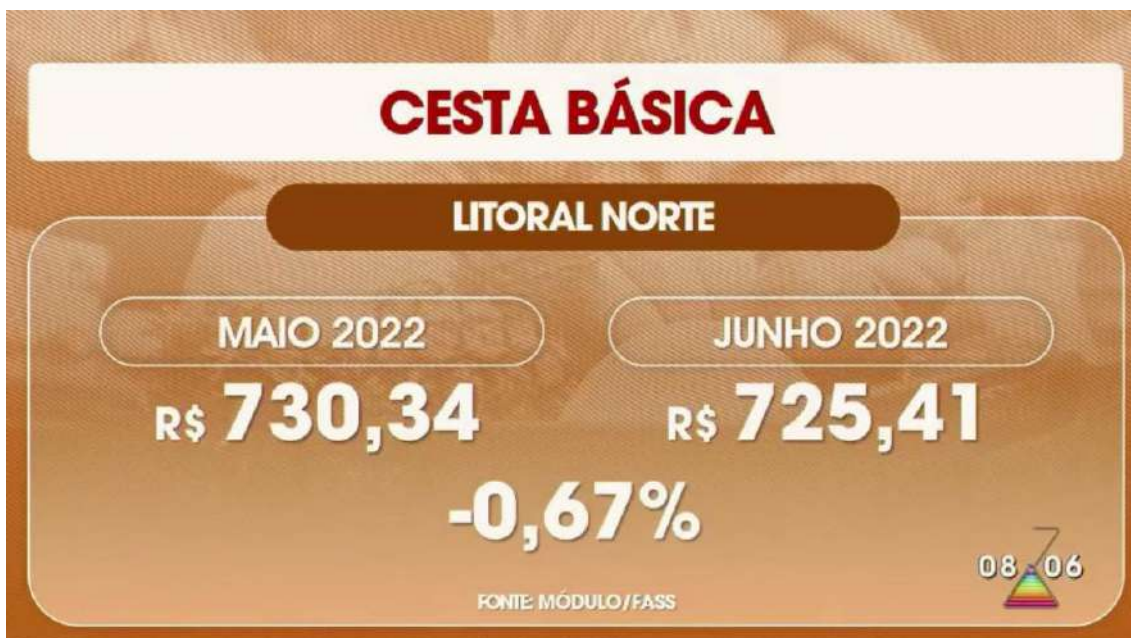 CESTA BÁSICA
LITORAL NORTE
MAIO 2022
R$ 730,34
JUNHO 2022
R$ 725,41
-0,67%
08 06
FONTE: MÓDULO/FASS